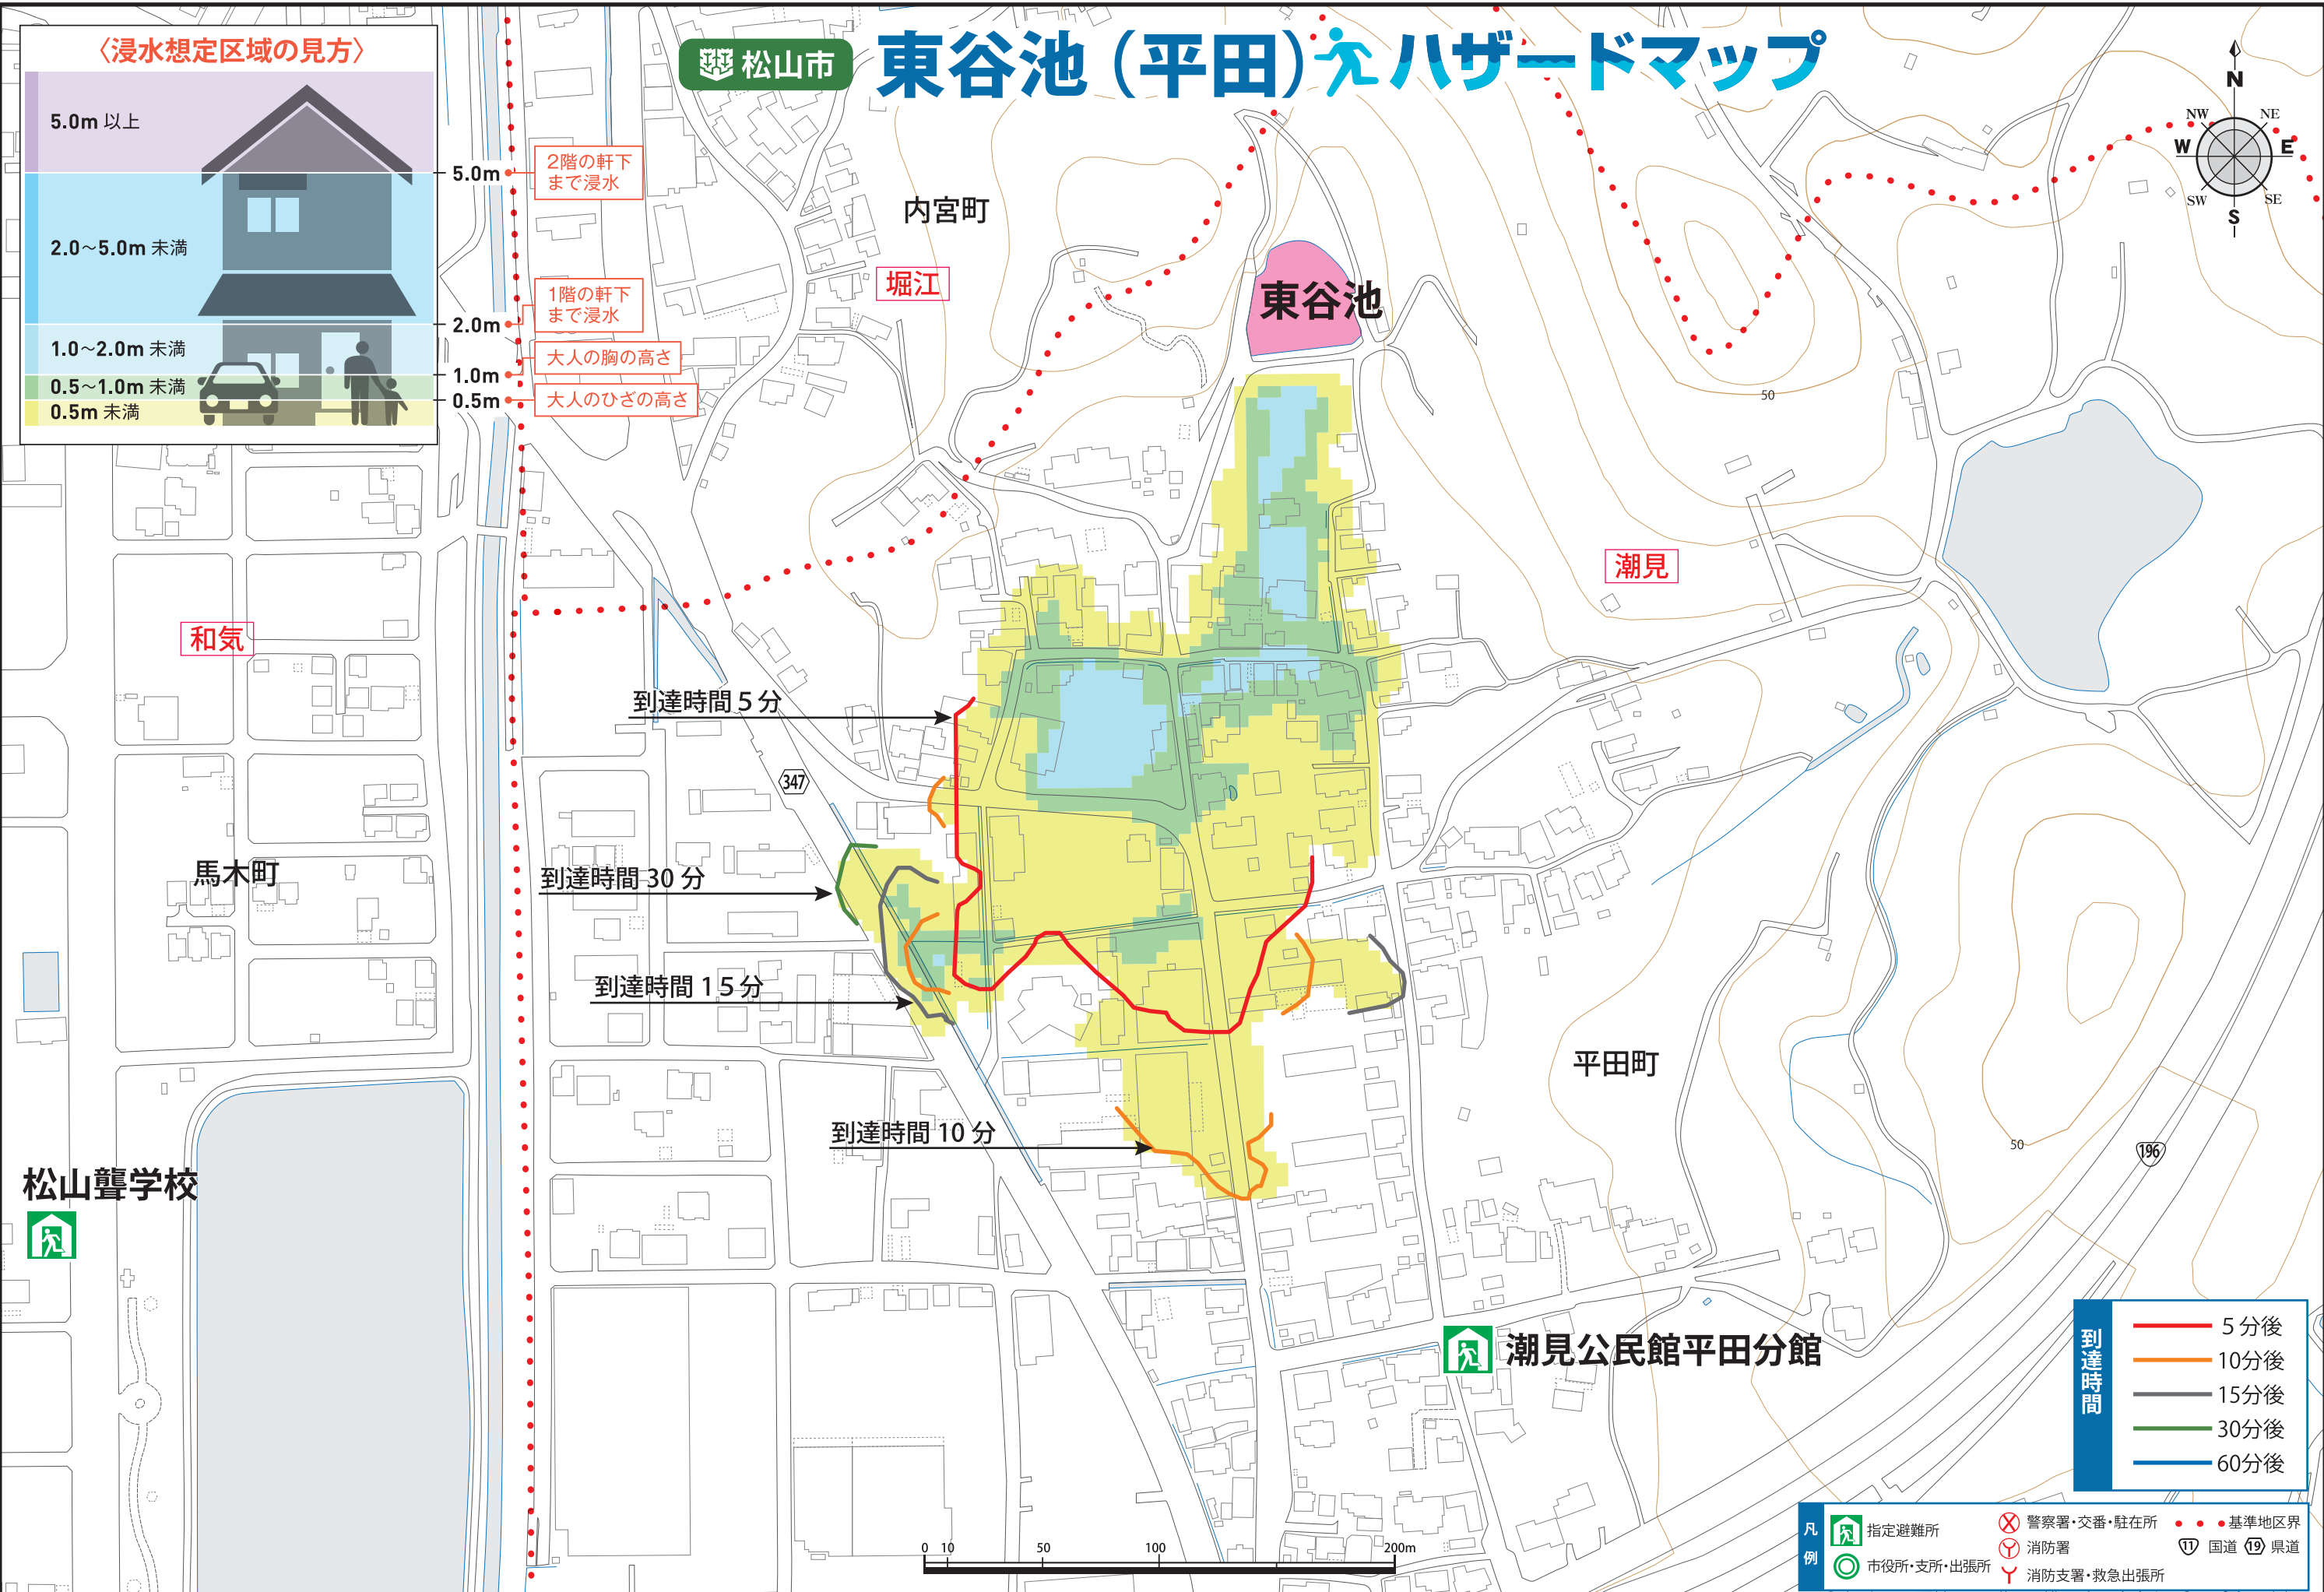 松山市
東谷池(平田)ハザードマップ
〈浸水想定区域の見方〉
5.0m 以上
2.0〜5.0m 未満
1.0〜2.0m 未満
0.5〜1.0m 未満
0.5m 未満
5.0m
2階の軒下
まで浸水
2.0m
1階の軒下
まで浸水
1.0m
大人の胸の高さ
0.5m
大人のひざの高さ
N
NE
E
SE
S
SW
W
NW
内宮町
堀江
東谷池
50
潮見
和気
到達時間 5 分
347
馬木町
到達時間 30 分
到達時間 15 分
平田町
到達時間 10 分
50
196
松山聾学校
潮見公民館平田分館
到達時間
5 分後
10分後
15分後
30分後
60分後
0 10 50 100 200m
凡例
指定避難所
市役所・支所・出張所
警察署・交番・駐在所
消防署
消防支署・救急出張所
基準地区界
11 国道 19 県道